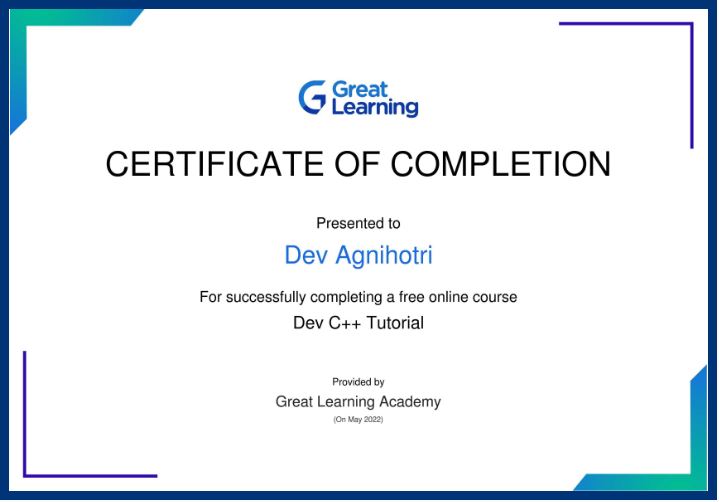 Great
Learning
CERTIFICATE OF COMPLETION
Presented to
Dev Agnihotri
For successfully completing a free online course
Dev C++ Tutorial
Provided by
Great Learning Academy
(On May 2022)